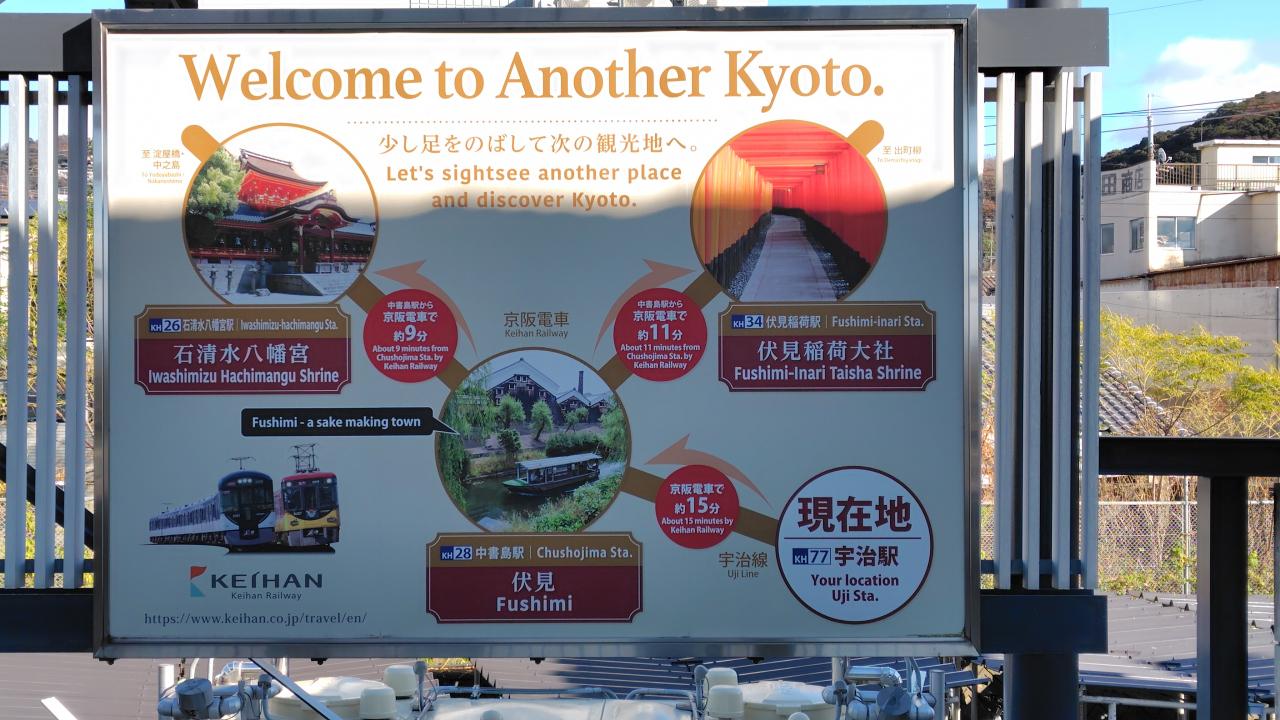 Welcome to Another Kyoto.
少し足をのばして次の観光地へ。
Let's sightsee another place
and discover Kyoto.
至 淀屋橋・
中之島
To Yodoyabashi・
Nakanoshima
至 出町柳
To Demachiyanagi
KH26 石清水八幡宮駅 | Iwashimizu-hachimangu Sta.
石清水八幡宮
Iwashimizu Hachimangu Shrine
中書島駅から
京阪電車で
約9分
About 9 minutes from
Chushojima Sta. by
Keihan Railway
京阪電車
Keihan Railway
中書島駅から
京阪電車で
約11分
About 11 minutes from
Chushojima Sta. by
Keihan Railway
KH34 伏見稲荷駅 | Fushimi-inari Sta.
伏見稲荷大社
Fushimi-Inari Taisha Shrine
Fushimi - a sake making town
KH28 中書島駅 | Chushojima Sta.
伏見
Fushimi
京阪電車で
約15分
About 15 minutes by
Keihan Railway
宇治線
Uji Line
現在地
KH77 宇治駅
Your location
Uji Sta.
KEIHAN
Keihan Railway
https://www.keihan.co.jp/travel/en/
田商店